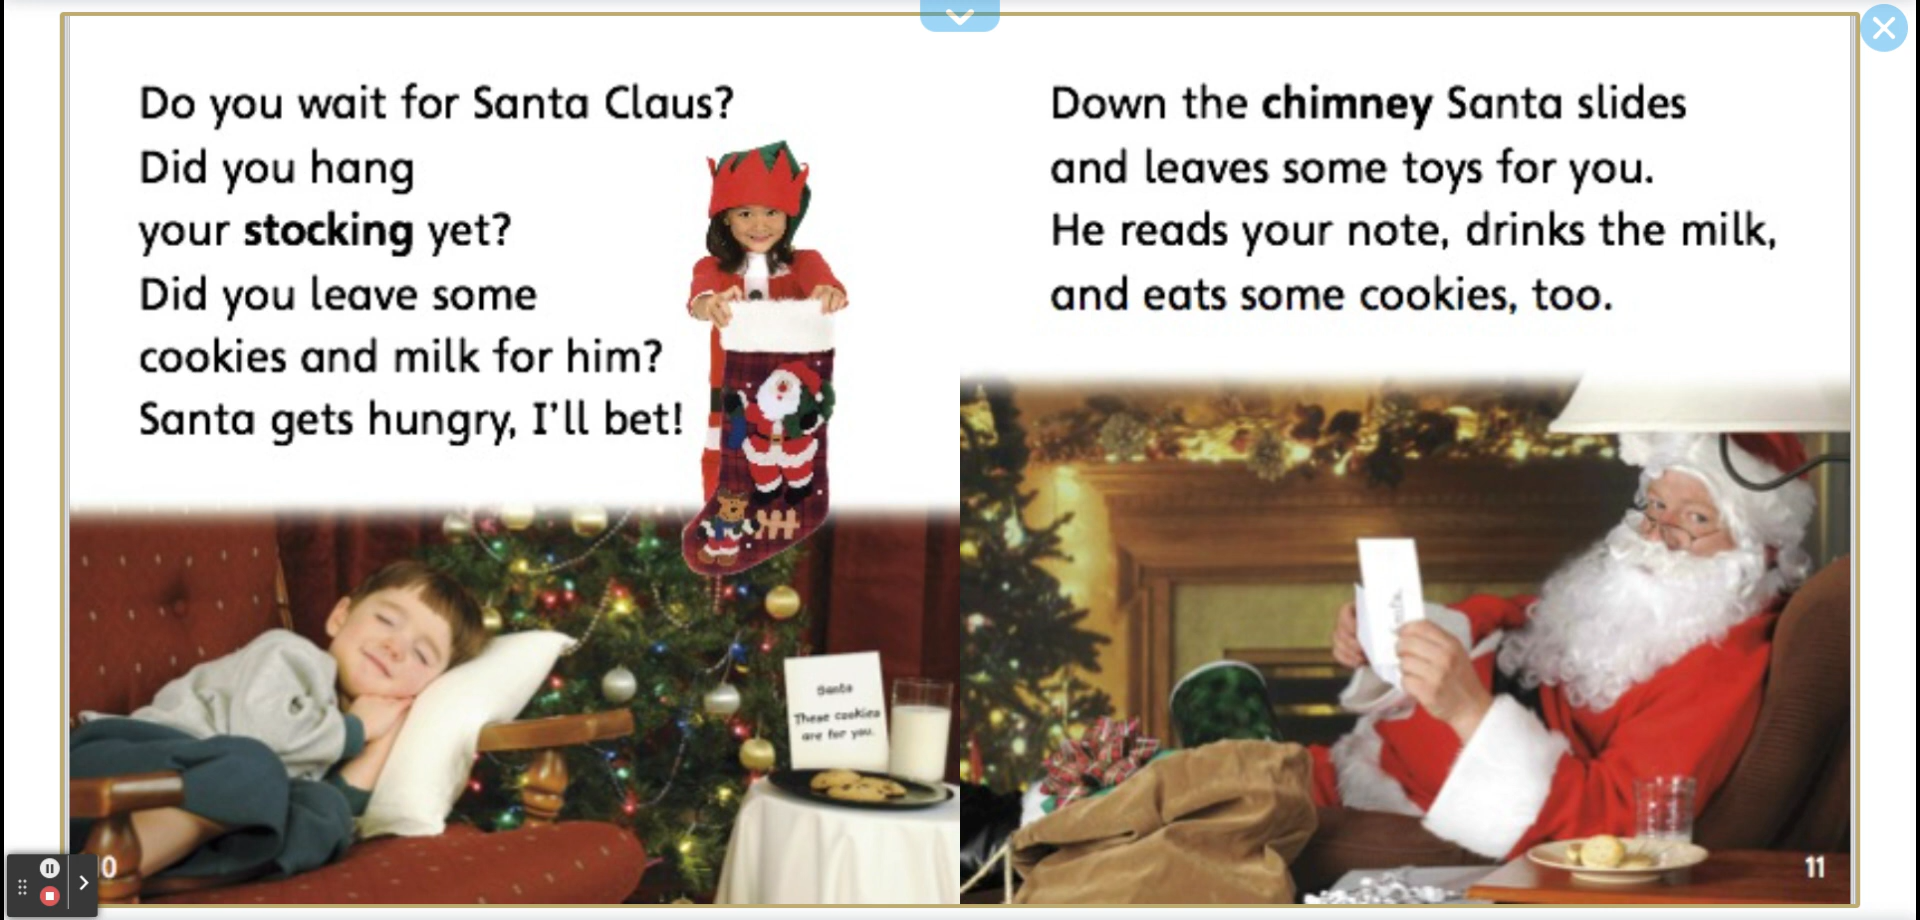 Do you wait for Santa Claus?
Did you hang
your stocking yet?
Did you leave some
cookies and milk for him?
Santa gets hungry, I'll bet!
Santa
These cookies
are for you.
0
Down the chimney Santa slides
and leaves some toys for you.
He reads your note, drinks the milk,
and eats some cookies, too.
11